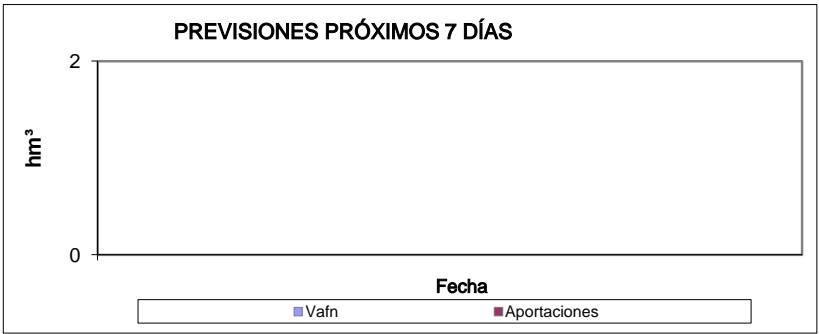 PREVISIONES PRÓXIMOS 7 DÍAS
2
hm³
0
Fecha
Vafn Aportaciones